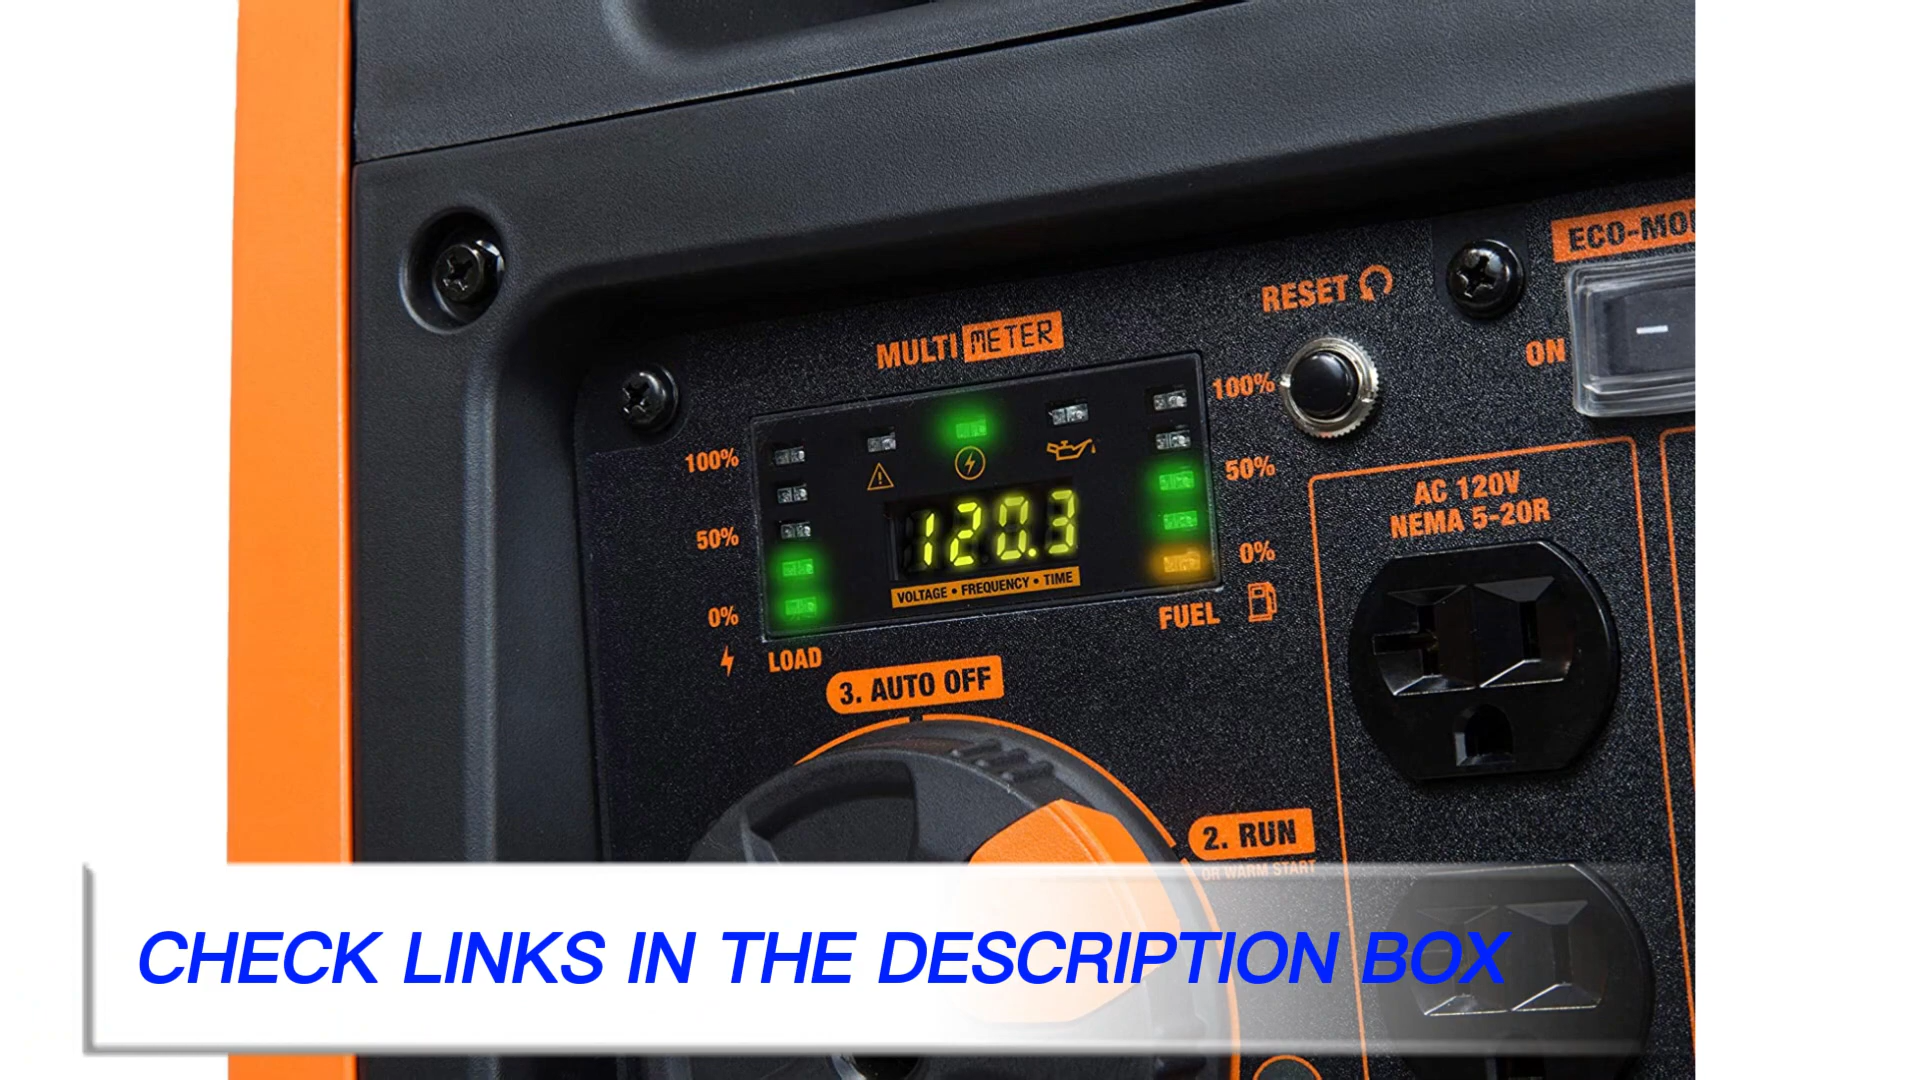 ECO-MO
RESET
ON
MULTI METER
100%
50%
0%
LOAD
120.3
VOLTAGE • FREQUENCY • TIME
100%
50%
0%
FUEL
AC 120V
NEMA 5-20R
3. AUTO OFF
2. RUN
OR WARM START
CHECK LINKS IN THE DESCRIPTION BOX